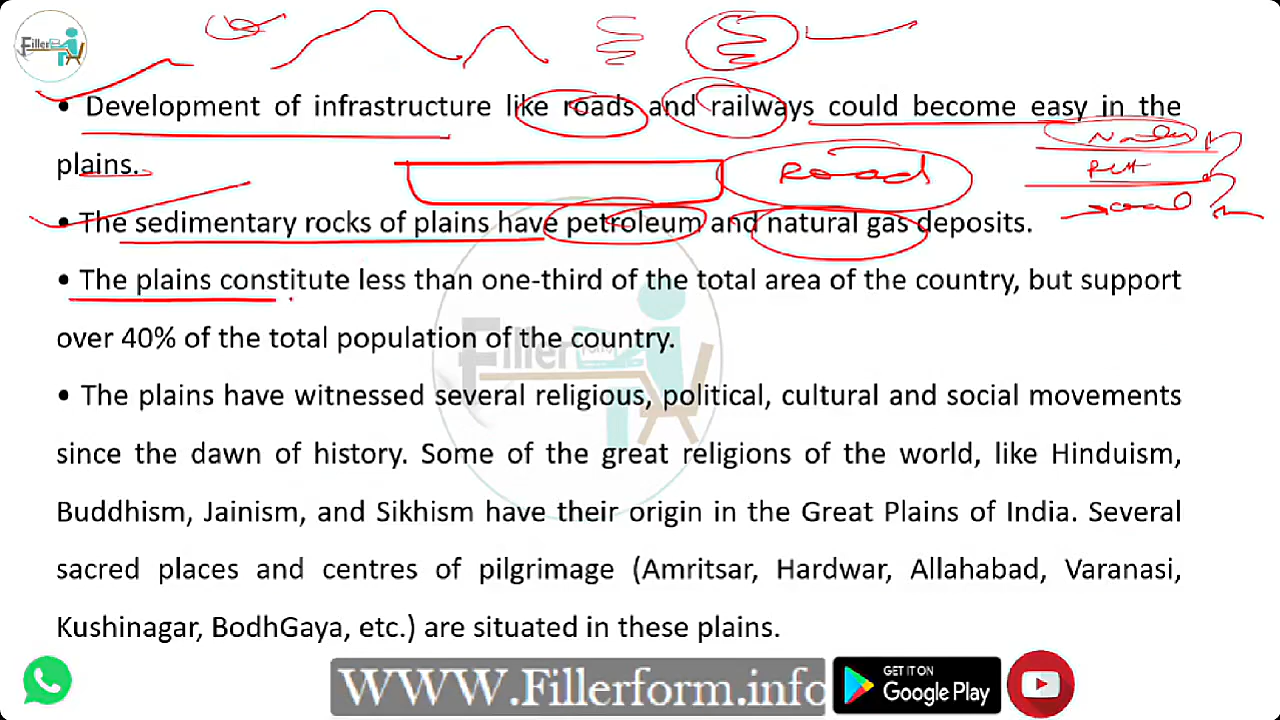 Filler
• Development of infrastructure like roads and railways could become easy in the
plains.
Road
• The sedimentary rocks of plains have petroleum and natural gas deposits.
• The plains constitute less than one-third of the total area of the country, but support
over 40% of the total population of the country.
• The plains have witnessed several religious, political, cultural and social movements
since the dawn of history. Some of the great religions of the world, like Hinduism,
Buddhism, Jainism, and Sikhism have their origin in the Great Plains of India. Several
sacred places and centres of pilgrimage (Amritsar, Hardwar, Allahabad, Varanasi,
Kushinagar, BodhGaya, etc.) are situated in these plains.
Filler
WWW.Fillerform.info
GET IT ON
Google Play